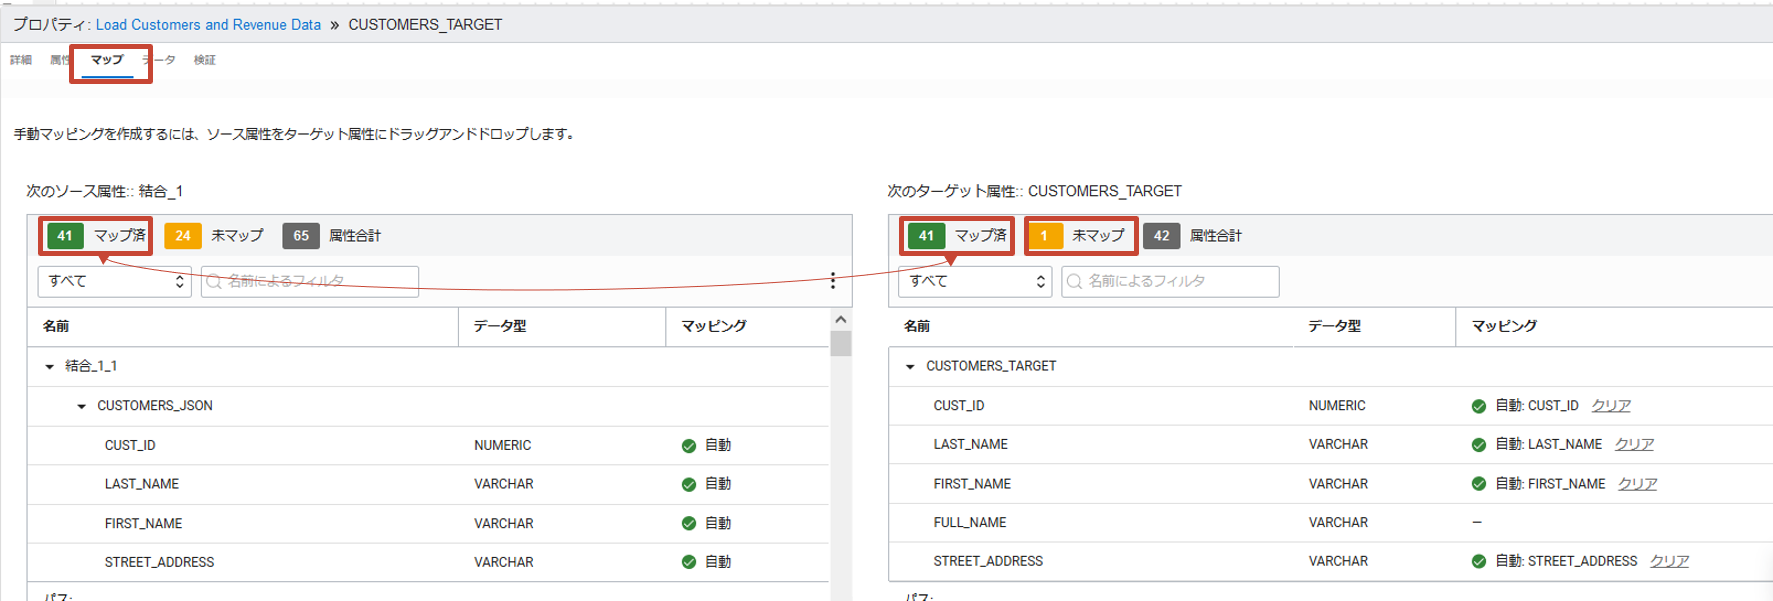 プロパティ: Load Customers and Revenue Data » CUSTOMERS_TARGET
詳細 属性 マップ データ 検証
手動マッピングを作成するには、ソース属性をターゲット属性にドラッグアンドドロップします。
次のソース属性:: 結合_1
41 マップ済 24 未マップ 65 属性合計
すべて 名前によるフィルタ
名前 データ型 マッピング
結合_1_1
CUSTOMERS_JSON
CUST_ID NUMERIC 自動
LAST_NAME VARCHAR 自動
FIRST_NAME VARCHAR 自動
STREET_ADDRESS VARCHAR 自動
パス:
次のターゲット属性:: CUSTOMERS_TARGET
41 マップ済 1 未マップ 42 属性合計
すべて 名前によるフィルタ
名前 データ型 マッピング
CUSTOMERS_TARGET
CUST_ID NUMERIC 自動: CUST_ID クリア
LAST_NAME VARCHAR 自動: LAST_NAME クリア
FIRST_NAME VARCHAR 自動: FIRST_NAME クリア
FULL_NAME VARCHAR –
STREET_ADDRESS VARCHAR 自動: STREET_ADDRESS クリア
パス: